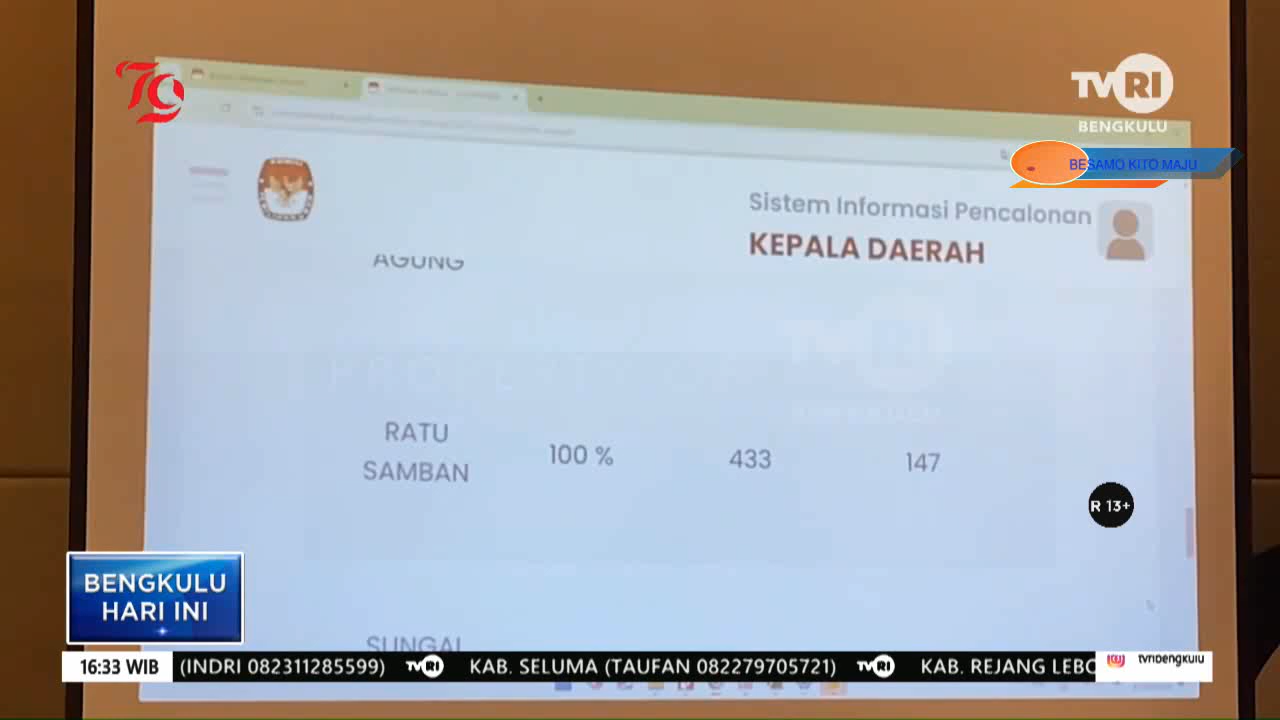 79
TVRI
BENGKULU
BESAMO KITO MAJU
Sistem Informasi Pencalonan
KEPALA DAERAH
AGUNG
TVRI
RATU
SAMBAN
100 %
433
147
R 13+
BENGKULU
HARI INI
SUNGAI
16:33 WIB
(INDRI 082311285599) TVRI KAB. SELUMA (TAUFAN 082279705721) TVRI KAB. REJANG LEBO
tvribengkulu